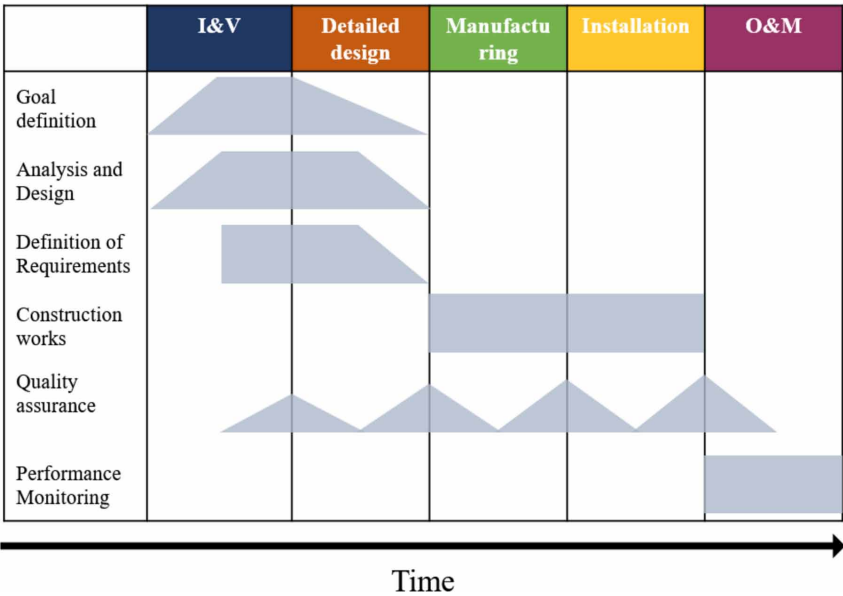 I&V
Detailed
design
Manufactu
ring
Installation
O&M
Goal
definition
Analysis and
Design
Definition of
Requirements
Construction
works
Quality
assurance
Performance
Monitoring
Time